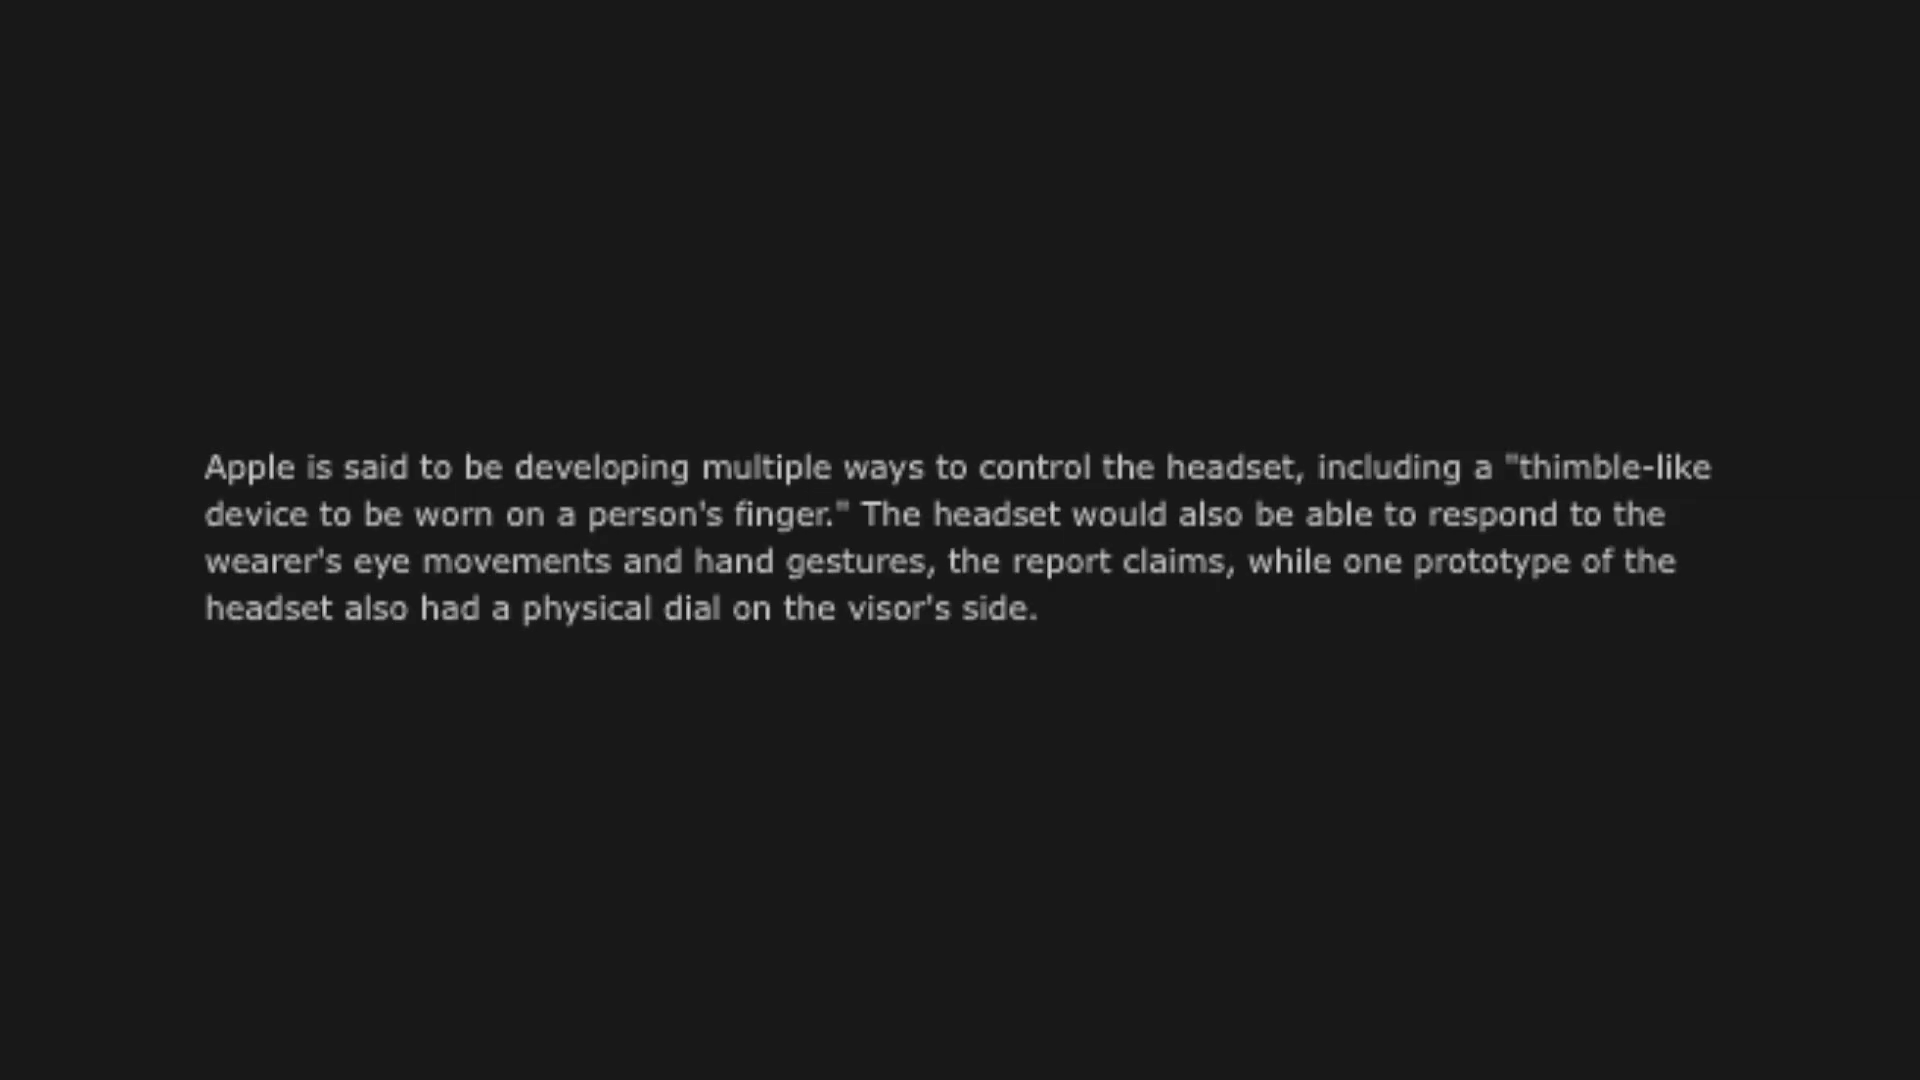 Apple is said to be developing multiple ways to control the headset, including a "thimble-like
device to be worn on a person's finger." The headset would also be able to respond to the
wearer's eye movements and hand gestures, the report claims, while one prototype of the
headset also had a physical dial on the visor's side.